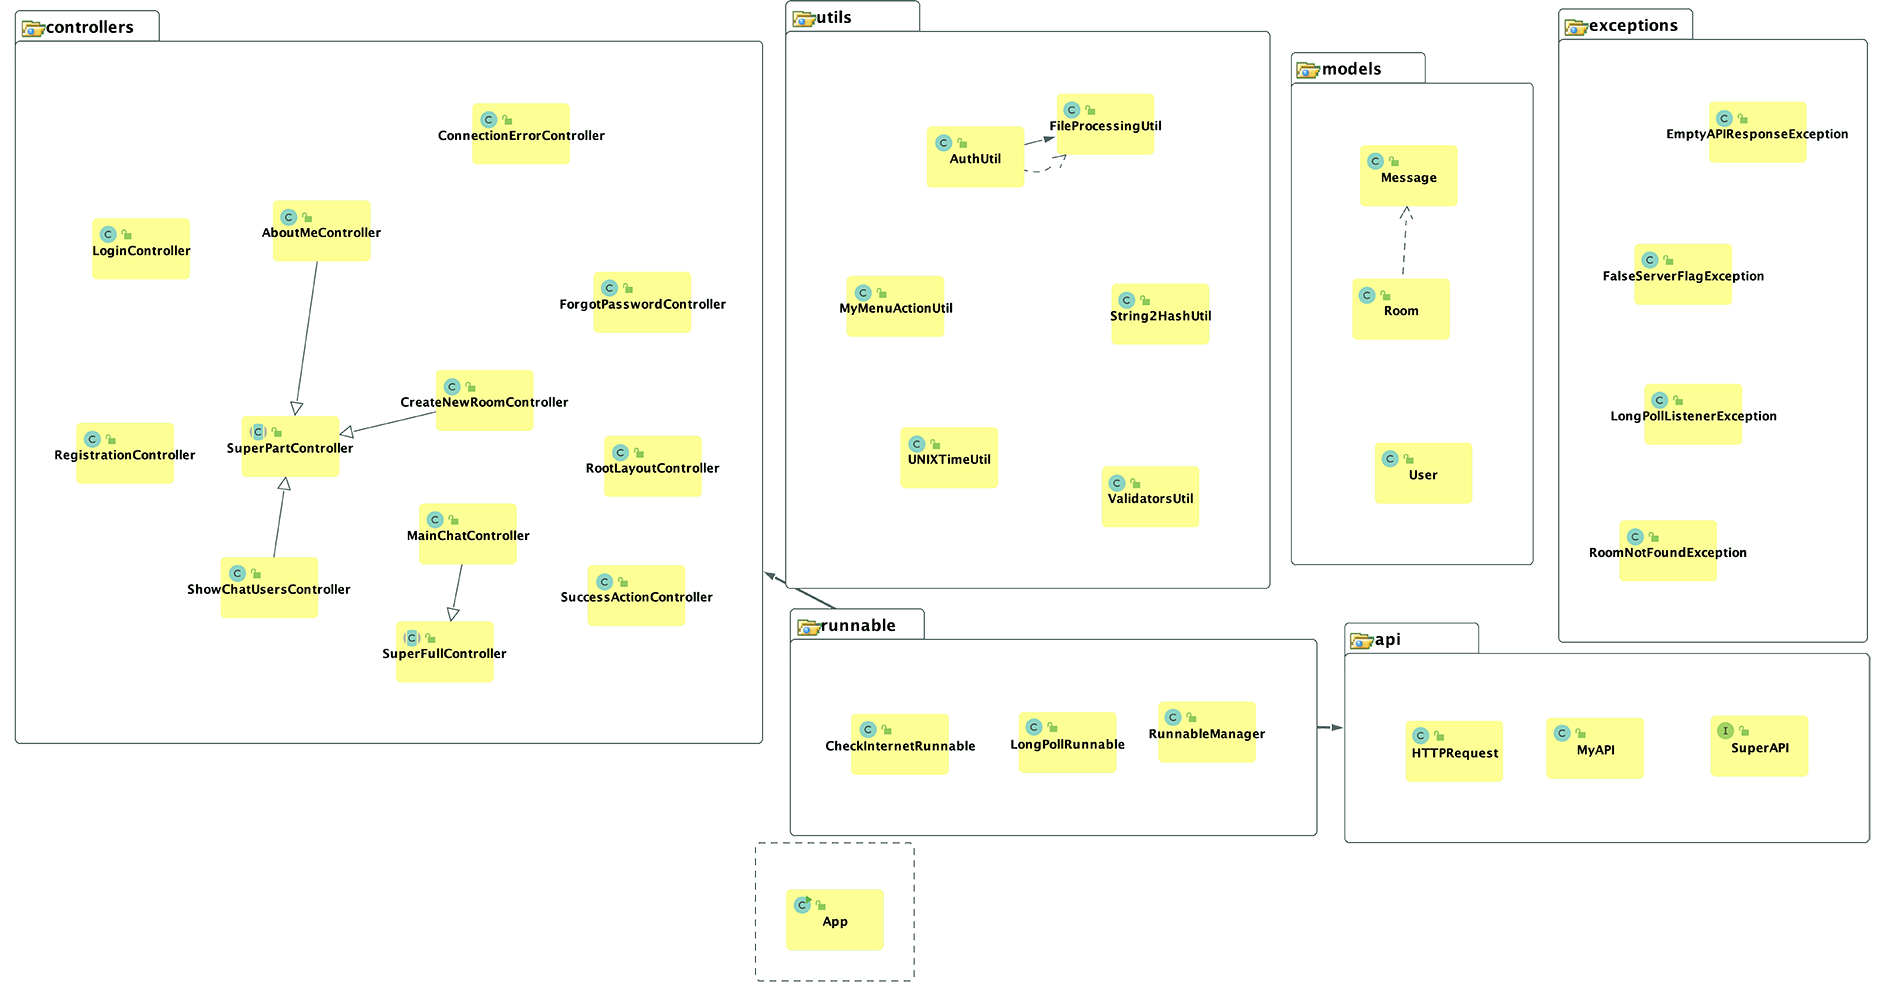 controllers
ConnectionErrorController
LoginController
AboutMeController
ForgotPasswordController
CreateNewRoomController
RegistrationController
SuperPartController
RootLayoutController
MainChatController
ShowChatUsersController
SuccessActionController
SuperFullController
utils
FileProcessingUtil
AuthUtil
MyMenuActionUtil
String2HashUtil
UNIXTimeUtil
ValidatorsUtil
models
Message
Room
User
exceptions
EmptyAPIResponseException
FalseServerFlagException
LongPollListenerException
RoomNotFoundException
runnable
CheckInternetRunnable
LongPollRunnable
RunnableManager
api
HTTPRequest
MyAPI
SuperAPI
App